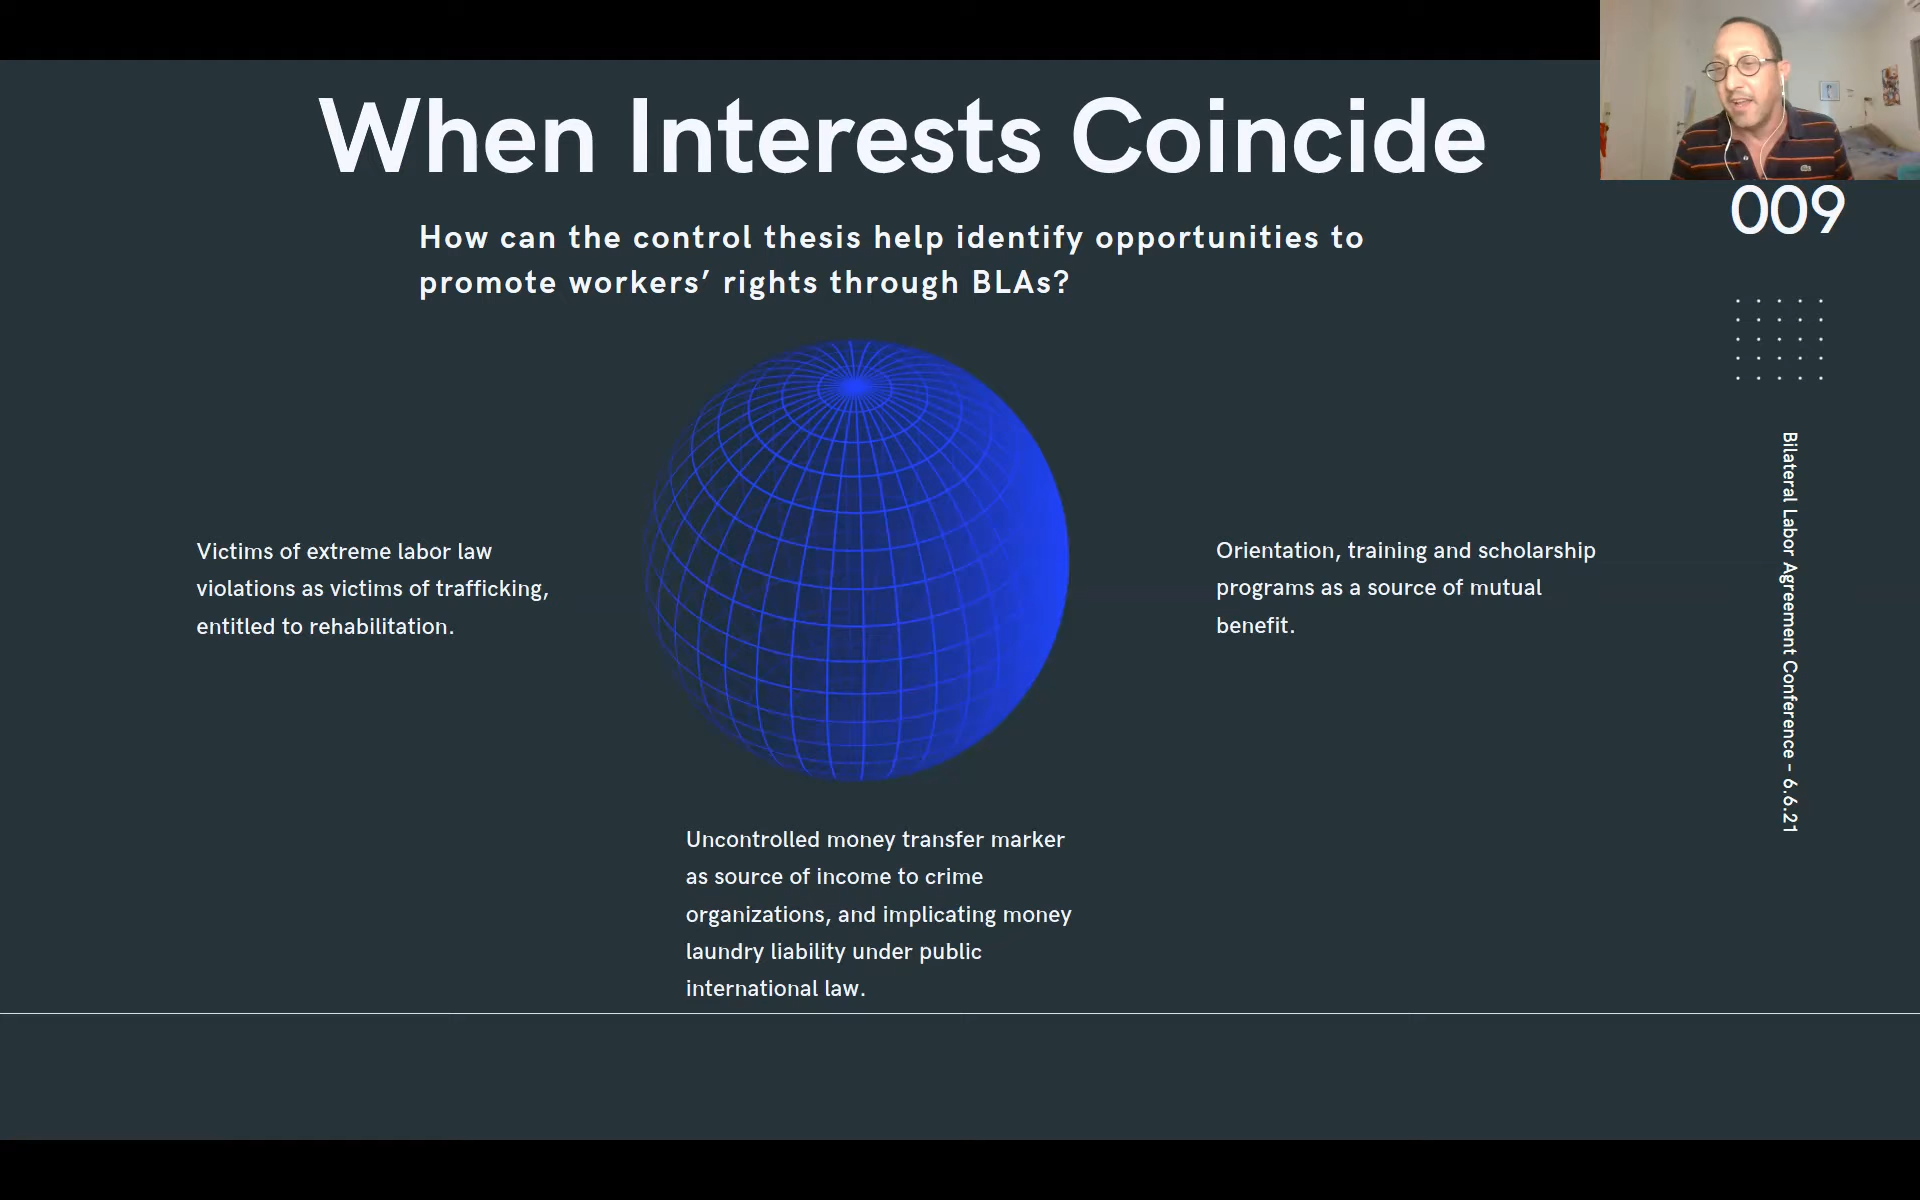 When Interests Coincide
009
How can the control thesis help identify opportunities to
promote workers’ rights through BLAs?
Victims of extreme labor law
violations as victims of trafficking,
entitled to rehabilitation.
Orientation, training and scholarship
programs as a source of mutual
benefit.
Uncontrolled money transfer marker
as source of income to crime
organizations, and implicating money
laundry liability under public
international law.
Bilateral Labor Agreement Conference - 6.6.21